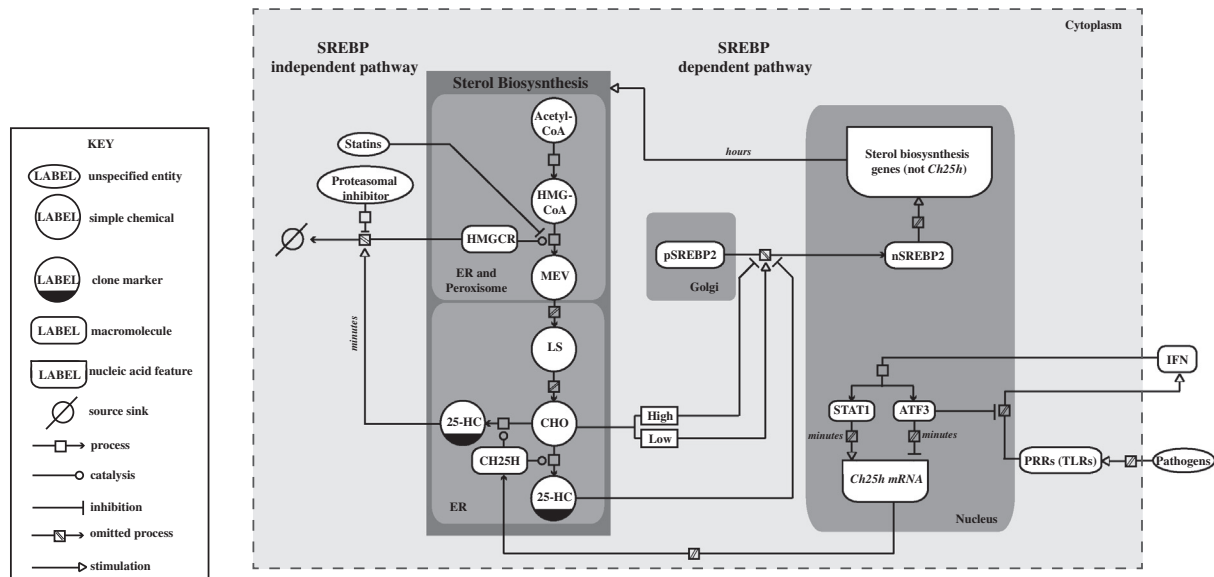 Cytoplasm
SREBP
independent pathway
SREBP
dependent pathway
Sterol Biosysnthesis
Acetyl-
CoA
HMG-
CoA
MEV
ER and
Peroxisome
Statins
Proteasomal
inhibitor
HMGCR
minutes
LS
CHO
25-HC
CH25H
25-HC
ER
High
Low
hours
pSREBP2
Golgi
nSREBP2
Sterol biosysnthesis
genes (not Ch25h)
IFN
STAT1
ATF3
minutes
minutes
Ch25h mRNA
Nucleus
PRRs (TLRs)
Pathogens
KEY
LABEL unspecified entity
LABEL simple chemical
LABEL clone marker
LABEL macromolecule
LABEL nucleic acid feature
source sink
process
catalysis
inhibition
omitted process
stimulation